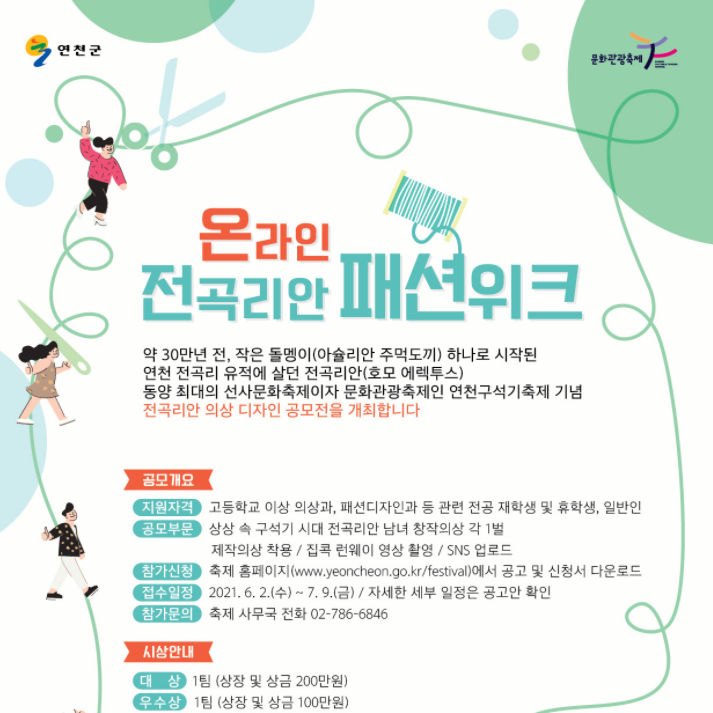 연천군
문화관광축제
온라인
전곡리안 패션위크
약 30만년 전, 작은 돌멩이(아슐리안 주먹도끼) 하나로 시작된
연천 전곡리 유적에 살던 전곡리안(호모 에렉투스)
동양 최대의 선사문화축제이자 문화관광축제인 연천구석기축제 기념
전곡리안 의상 디자인 공모전을 개최합니다
공모개요
지원자격 고등학교 이상 의상과, 패션디자인과 등 관련 전공 재학생 및 휴학생, 일반인
공모부문 상상 속 구석기 시대 전곡리안 남녀 창작의상 각 1벌
제작의상 착용 / 집콕 런웨이 영상 촬영 / SNS 업로드
참가신청 축제 홈페이지(www.yeoncheon.go.kr/festival)에서 공고 및 신청서 다운로드
접수일정 2021. 6. 2.(수) ~ 7. 9.(금) / 자세한 세부 일정은 공고안 확인
참가문의 축제 사무국 전화 02-786-6846
시상안내
대 상 1팀 (상장 및 상금 200만원)
우수상 1팀 (상장 및 상금 100만원)